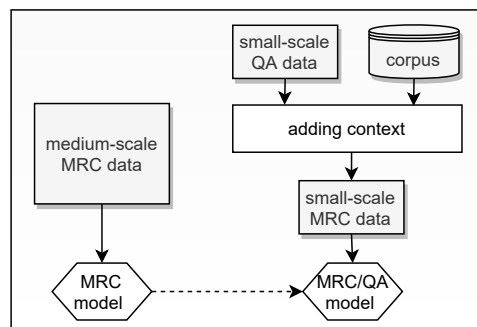 small-scale
QA data
corpus
adding context
medium-scale
MRC data
small-scale
MRC data
MRC
model
MRC/QA
model